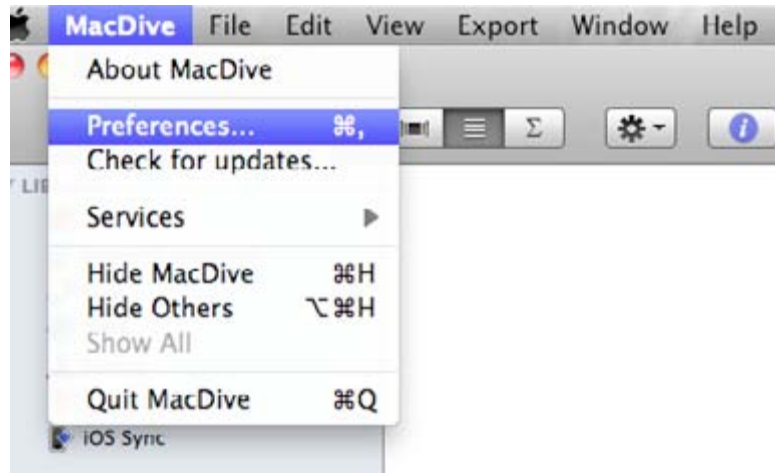 MacDive File Edit View Export Window Help
About MacDive
Preferences... ⌘,
Σ
Check for updates...
Services
Hide MacDive ⌘H
Hide Others ⌥⌘H
Show All
Quit MacDive ⌘Q
iOS Sync